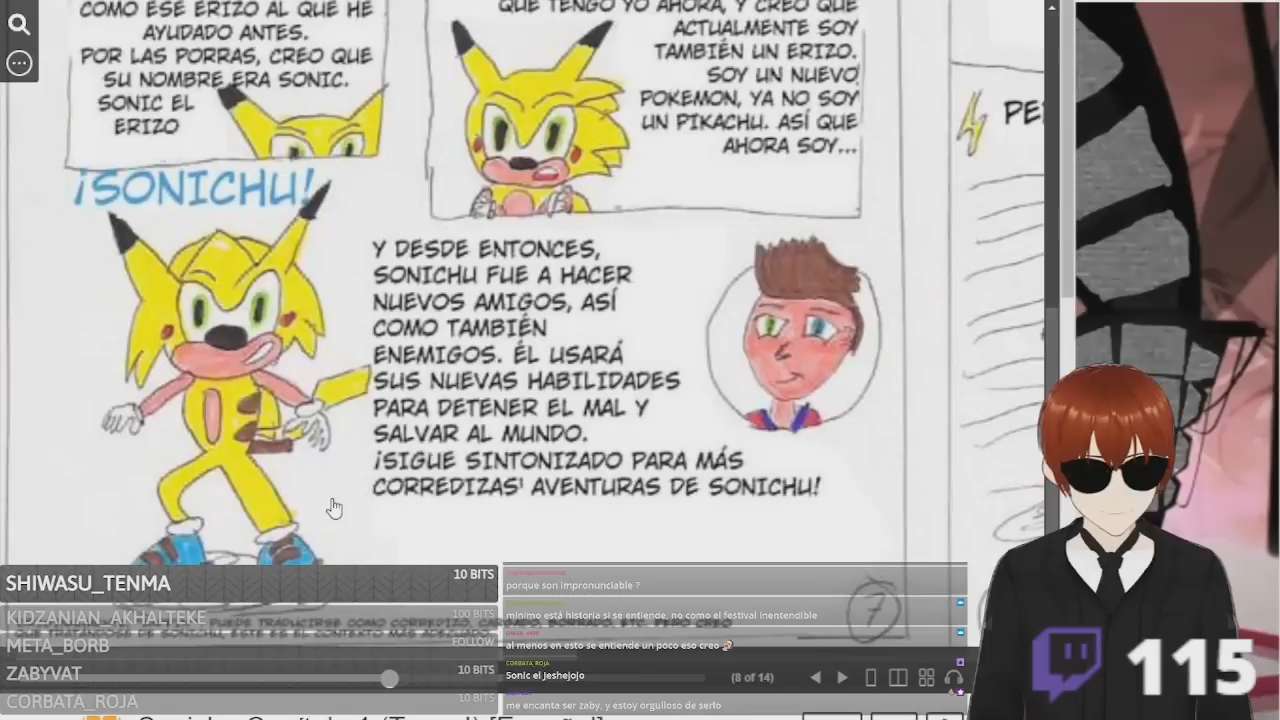 COMO ESE ERIZO AL QUE HE
AYUDADO ANTES.
POR LAS PORRAS, CREO QUE
SU NOMBRE ERA SONIC.
SONIC EL
ERIZO
QUE TENGO YO AHORA, Y CREO QUE
ACTUALMENTE SOY
TAMBIÉN UN ERIZO.
SOY UN NUEVO
POKEMON, YA NO SOY
UN PIKACHU. ASÍ QUE
AHORA SOY...
¡SONICHU!
Y DESDE ENTONCES,
SONICHU FUE A HACER
NUEVOS AMIGOS, ASÍ
COMO TAMBIÉN
ENEMIGOS. ÉL USARÁ
SUS NUEVAS HABILIDADES
PARA DETENER EL MAL Y
SALVAR AL MUNDO.
¡SIGUE SINTONIZADO PARA MÁS
CORREDIZAS¹ AVENTURAS DE SONICHU!
7
SHIWASU_TENMA 10 BITS
KIDZANIAN_AKHALTEKE 100 BITS
META_BORB FOLLOW
ZABYVAT 10 BITS
CORBATA_ROJA 10 BITS
porque son impronunciable ?
minimo está historia si se entiende, no como el festival inentendible
al menos en esto se entiende un poco eso creo
CORBATA_ROJA
Sonic el Jeshejojo
(8 of 14)
me encanta ser zaby, y estoy orgulloso de serlo
115